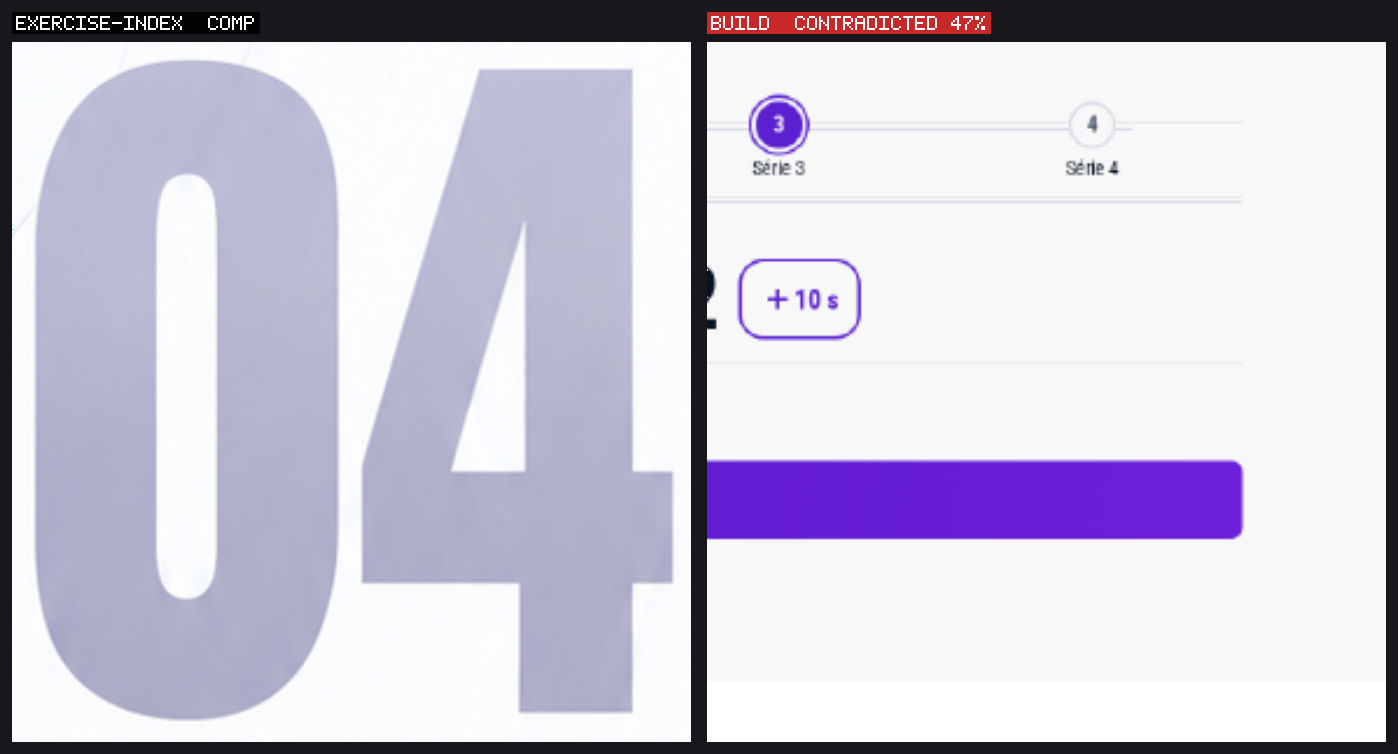 EXERCISE-INDEX COMP
04
BUILD CONTRADICTED 47%
3
4
Série 3
Série 4
+ 10 s